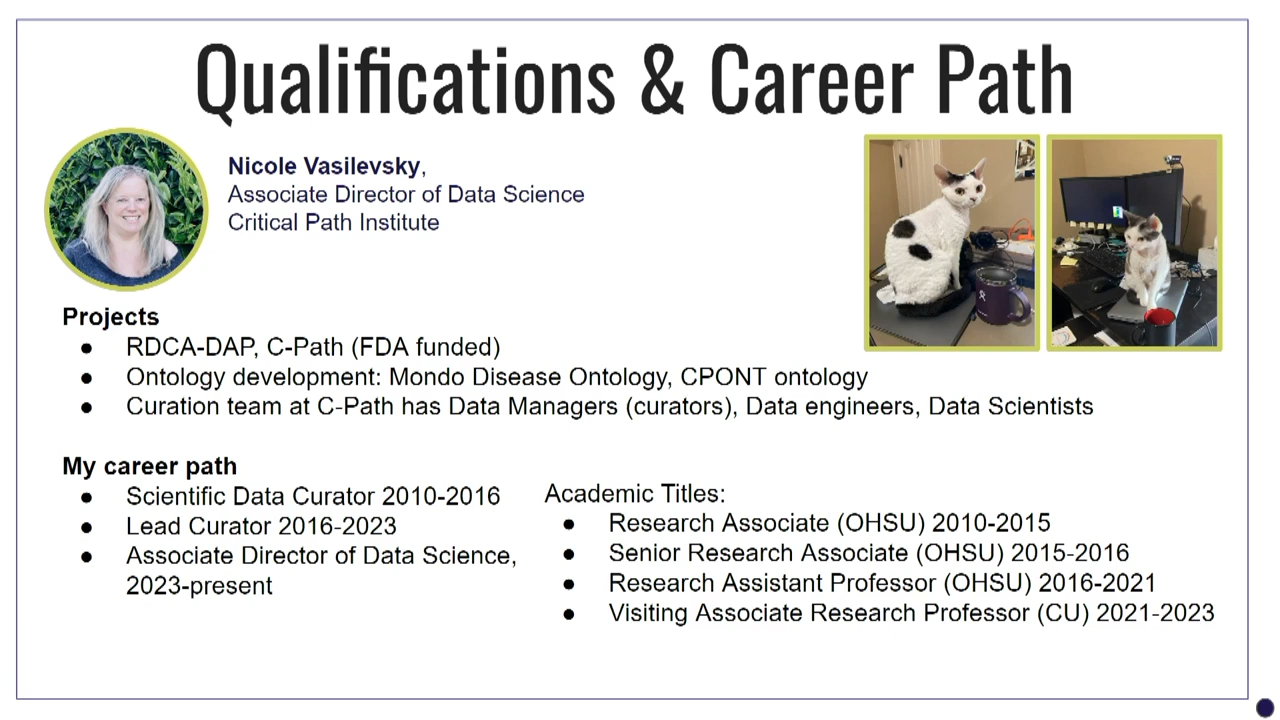 Qualifications & Career Path
Nicole Vasilevsky,
Associate Director of Data Science
Critical Path Institute
Projects
● RDCA-DAP, C-Path (FDA funded)
● Ontology development: Mondo Disease Ontology, CPONT ontology
● Curation team at C-Path has Data Managers (curators), Data engineers, Data Scientists
My career path
● Scientific Data Curator 2010-2016
● Lead Curator 2016-2023
● Associate Director of Data Science,
2023-present
Academic Titles:
● Research Associate (OHSU) 2010-2015
● Senior Research Associate (OHSU) 2015-2016
● Research Assistant Professor (OHSU) 2016-2021
● Visiting Associate Research Professor (CU) 2021-2023